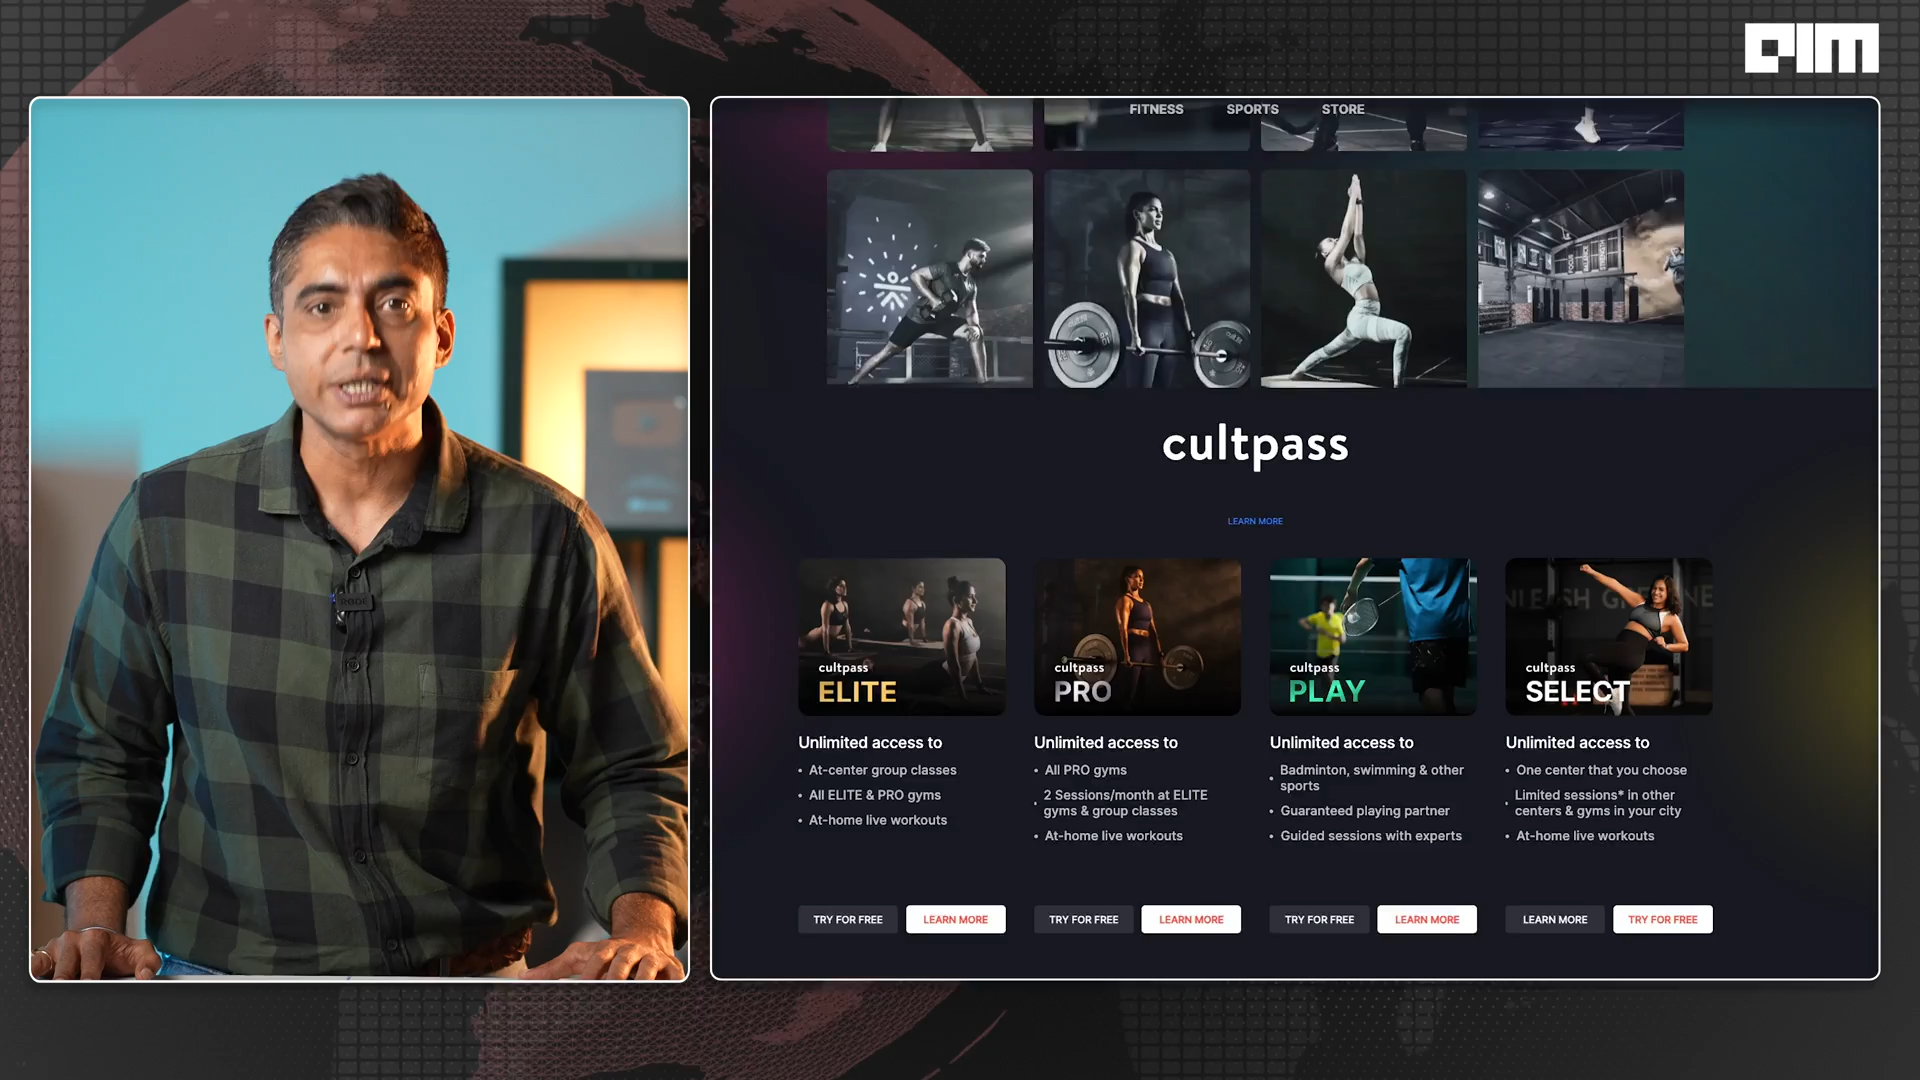 AIM
FITNESS SPORTS STORE
cultpass
LEARN MORE
cultpass
ELITE
Unlimited access to
• At-center group classes
• All ELITE & PRO gyms
• At-home live workouts
TRY FOR FREE LEARN MORE
cultpass
PRO
Unlimited access to
• All PRO gyms
• 2 Sessions/month at ELITE
gyms & group classes
• At-home live workouts
TRY FOR FREE LEARN MORE
cultpass
PLAY
Unlimited access to
• Badminton, swimming & other
sports
• Guaranteed playing partner
• Guided sessions with experts
TRY FOR FREE LEARN MORE
cultpass
SELECT
Unlimited access to
• One center that you choose
• Limited sessions* in other
centers & gyms in your city
• At-home live workouts
LEARN MORE TRY FOR FREE
RODE